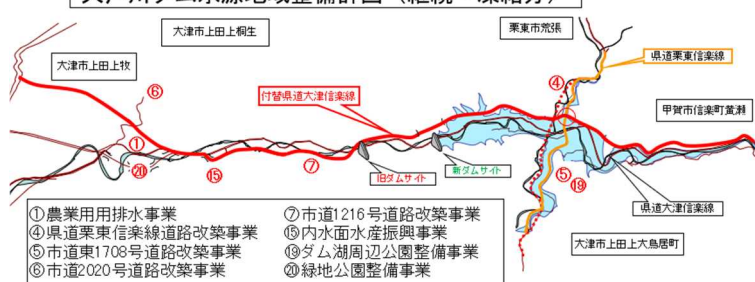 大津市上田上桐生
栗東市荒張
大津市上田上牧
県道栗東信楽線
⑥
④
付替県道大津信楽線
甲賀市信楽町黄瀬
①
⑳
⑮
⑦
旧ダムサイト
新ダムサイト
⑤
⑲
県道大津信楽線
大津市上田上大鳥居町
①農業用用排水事業
④県道栗東信楽線道路改築事業
⑤市道東1708号道路改築事業
⑥市道2020号道路改築事業
⑦市道1216号道路改築事業
⑮内水面水産振興事業
⑲ダム湖周辺公園整備事業
⑳緑地公園整備事業